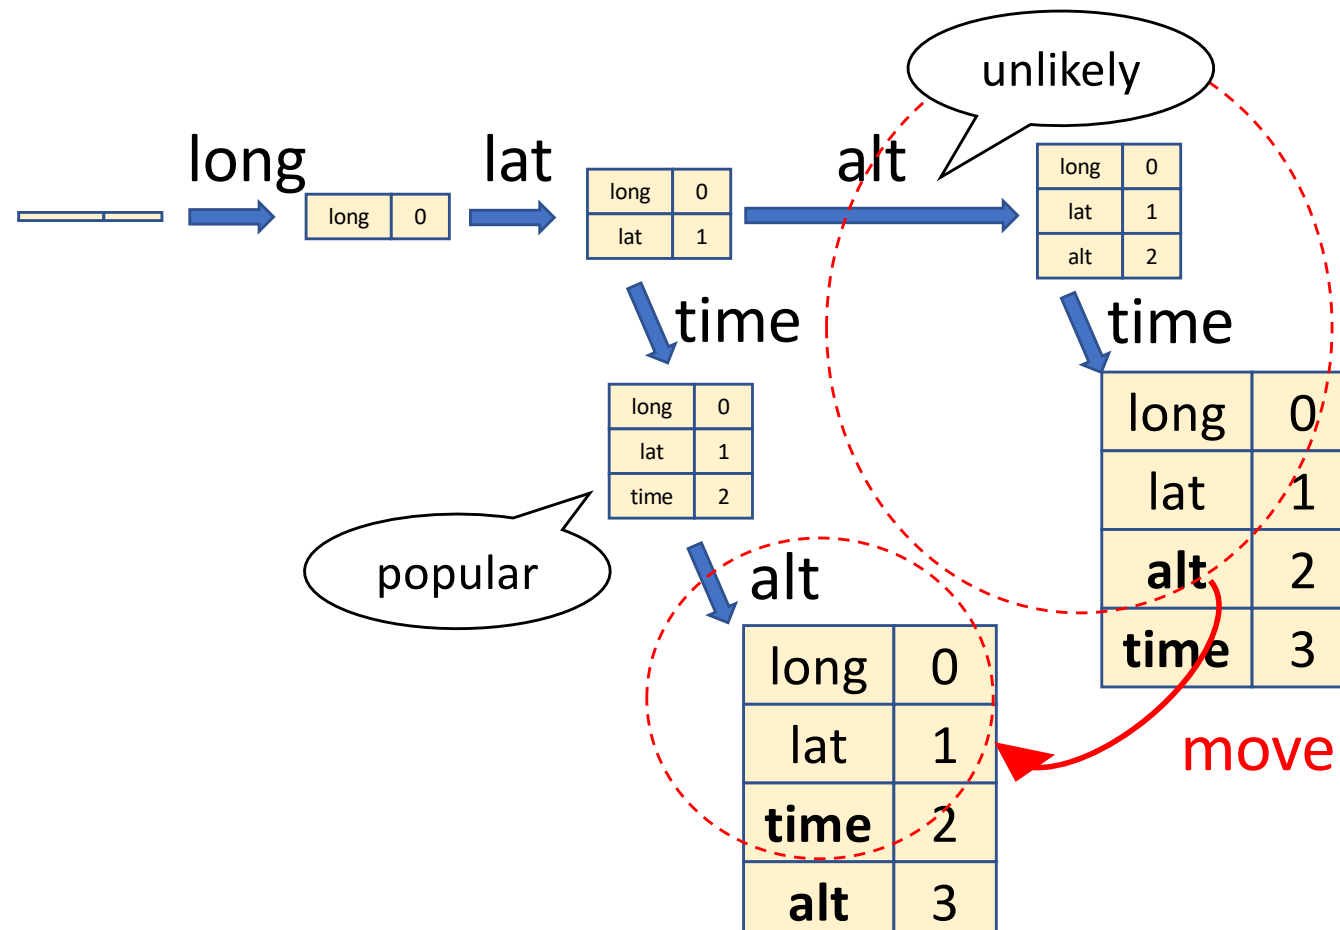 unlikely
long
lat
alt
long 0
long 0
lat 1
long 0
lat 1
alt 2
time
time
long 0
lat 1
time 2
long 0
lat 1
alt 2
time 3
popular
alt
long 0
lat 1
time 2
alt 3
move